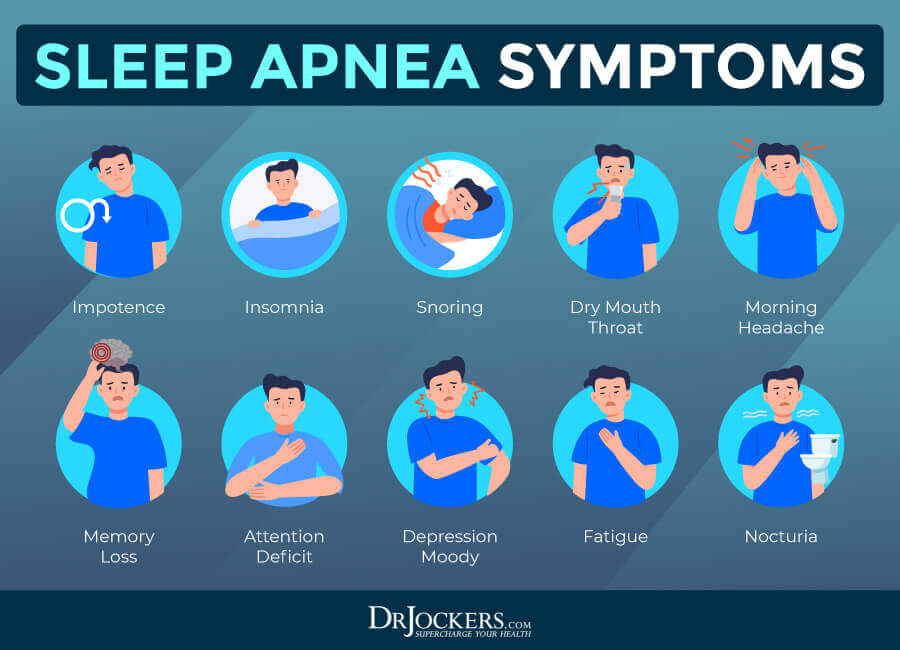 SLEEP APNEA SYMPTOMS
Impotence
Insomnia
Snoring
Dry Mouth
Throat
Morning
Headache
Memory
Loss
Attention
Deficit
Depression
Moody
Fatigue
Nocturia
DRJOCKERS.COM
SUPERCHARGE YOUR HEALTH